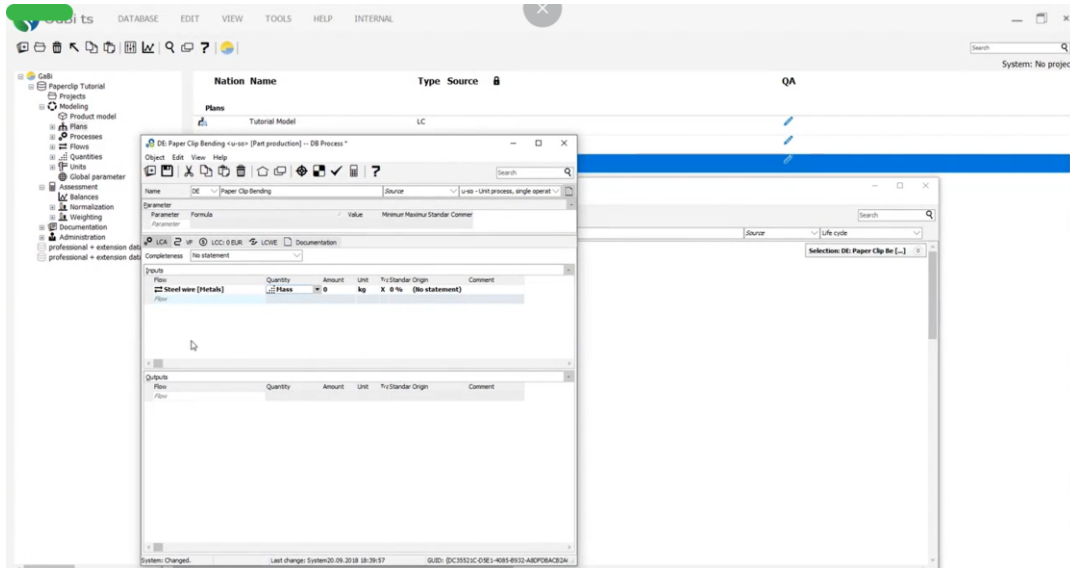 GaBi ts DATABASE EDIT VIEW TOOLS HELP INTERNAL
Search
System: No projec
GaBi
Paperclip Tutorial
Projects
Modeling
Product model
Plans
Processes
Flows
Quantities
Units
Global parameter
Assessment
Balances
Normalization
Weighting
Documentation
Administration
professional + extension data
professional + extension data
Nation Name Type Source QA
Plans
Tutorial Model LC
DE: Paper Clip Bending <u-so> [Part production] -- DB Process *
Object Edit View Help
Search
Name DE Paper Clip Bending Source u-so - Unit process, single operat
Parameter
Parameter Formula Value Minimum Maximu Standar Commer
Parameter
LCA VF LCC: 0 EUR LCWE Documentation
Completeness No statement
Inputs
Flow Quantity Amount Unit Standar Origin Comment
Steel wire [Metals] Mass 0 kg X 0 % (No statement)
Flow
Outputs
Flow Quantity Amount Unit Standar Origin Comment
Flow
System: Changed. Last change: System20.09.2018 18:39:57
Search
Source Life cycle
Selection: DE: Paper Clip Be [...]